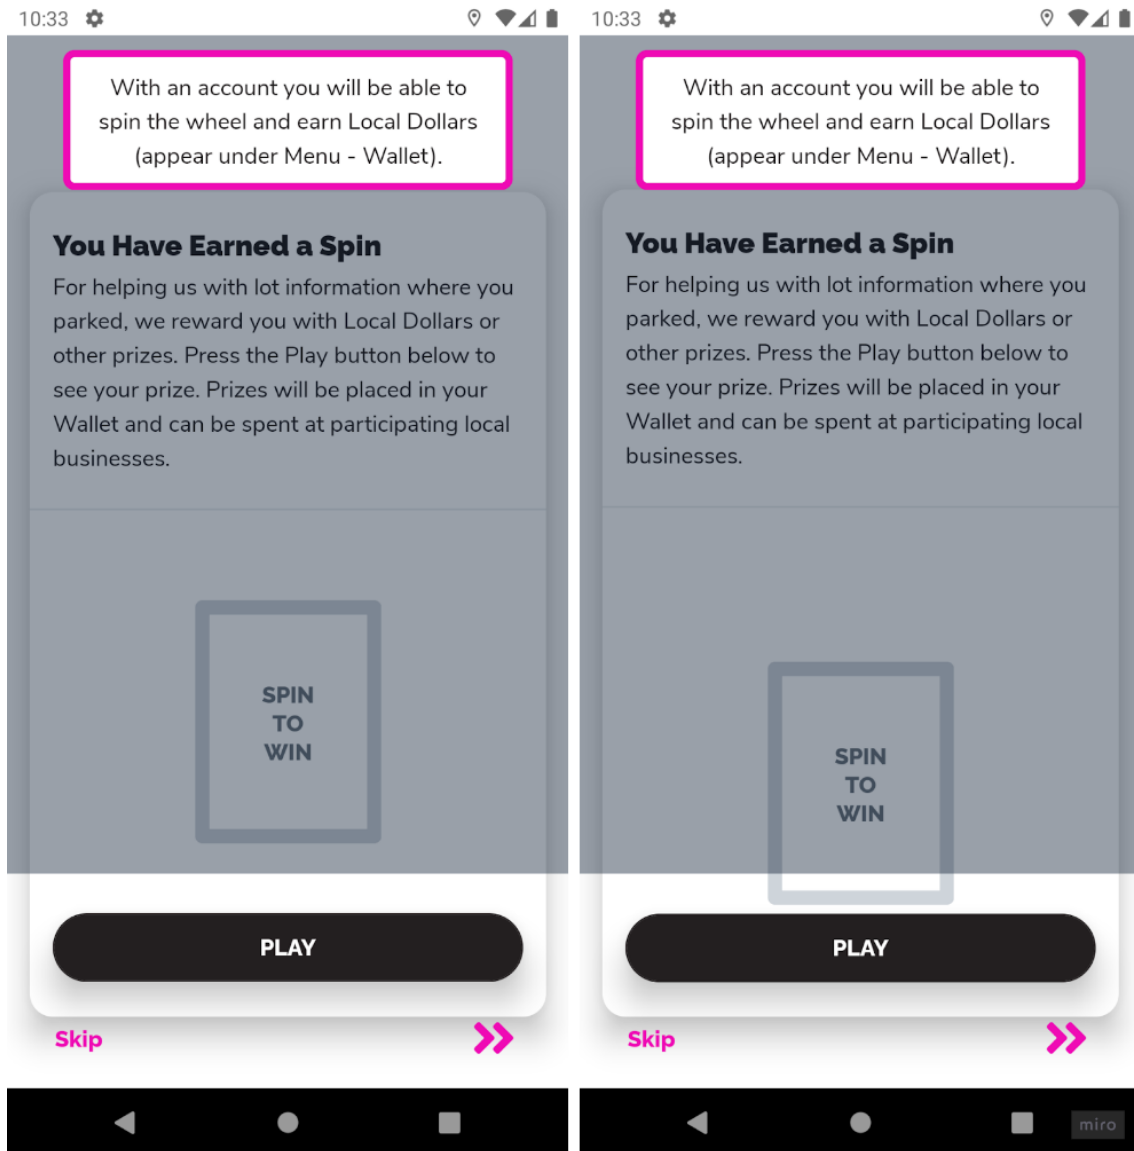 10:33
With an account you will be able to
spin the wheel and earn Local Dollars
(appear under Menu - Wallet).
You Have Earned a Spin
For helping us with lot information where you
parked, we reward you with Local Dollars or
other prizes. Press the Play button below to
see your prize. Prizes will be placed in your
Wallet and can be spent at participating local
businesses.
SPIN
TO
WIN
PLAY
Skip
10:33
With an account you will be able to
spin the wheel and earn Local Dollars
(appear under Menu - Wallet).
You Have Earned a Spin
For helping us with lot information where you
parked, we reward you with Local Dollars or
other prizes. Press the Play button below to
see your prize. Prizes will be placed in your
Wallet and can be spent at participating local
businesses.
SPIN
TO
WIN
PLAY
Skip
miro